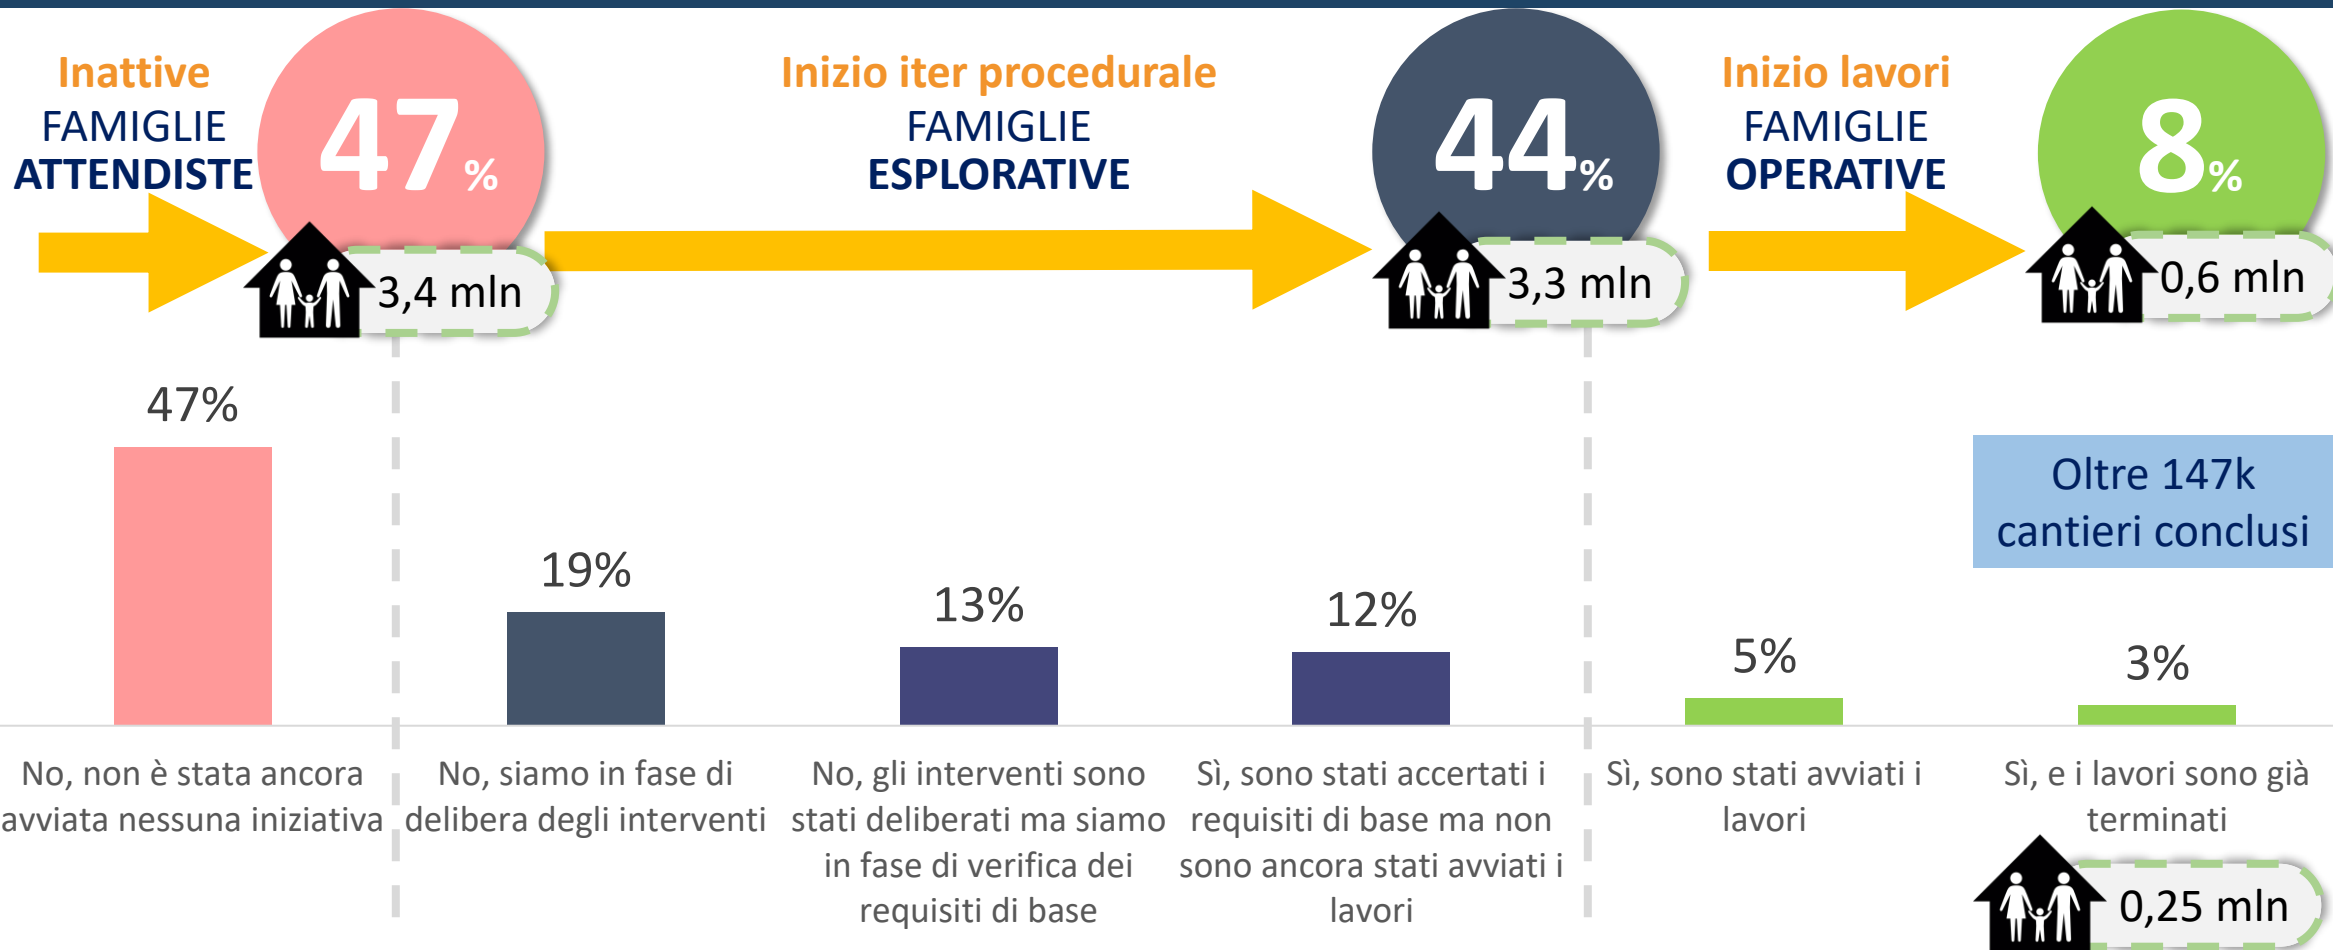 Inattive
FAMIGLIE
ATTENDISTE
47%
3,4 mln
Inizio iter procedurale
FAMIGLIE
ESPLORATIVE
44%
3,3 mln
Inizio lavori
FAMIGLIE
OPERATIVE
8%
0,6 mln
47%
19%
13%
12%
5%
3%
Oltre 147k
cantieri conclusi
No, non è stata ancora
avviata nessuna iniziativa
No, siamo in fase di
delibera degli interventi
No, gli interventi sono
stati deliberati ma siamo
in fase di verifica dei
requisiti di base
Sì, sono stati accertati i
requisiti di base ma non
sono ancora stati avviati i
lavori
Sì, sono stati avviati i
lavori
Sì, e i lavori sono già
terminati
0,25 mln